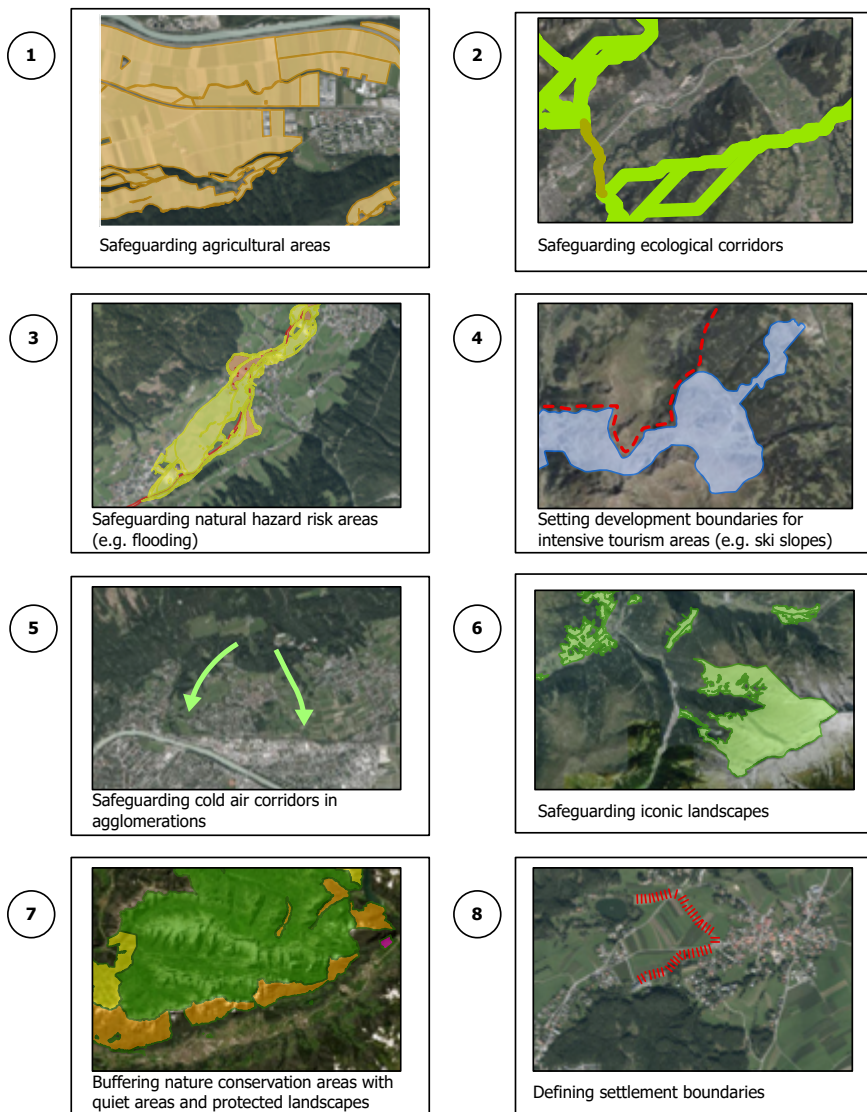 1
Safeguarding agricultural areas
2
Safeguarding ecological corridors
3
Safeguarding natural hazard risk areas
(e.g. flooding)
4
Setting development boundaries for
intensive tourism areas (e.g. ski slopes)
5
Safeguarding cold air corridors in
agglomerations
6
Safeguarding iconic landscapes
7
Buffering nature conservation areas with
quiet areas and protected landscapes
8
Defining settlement boundaries